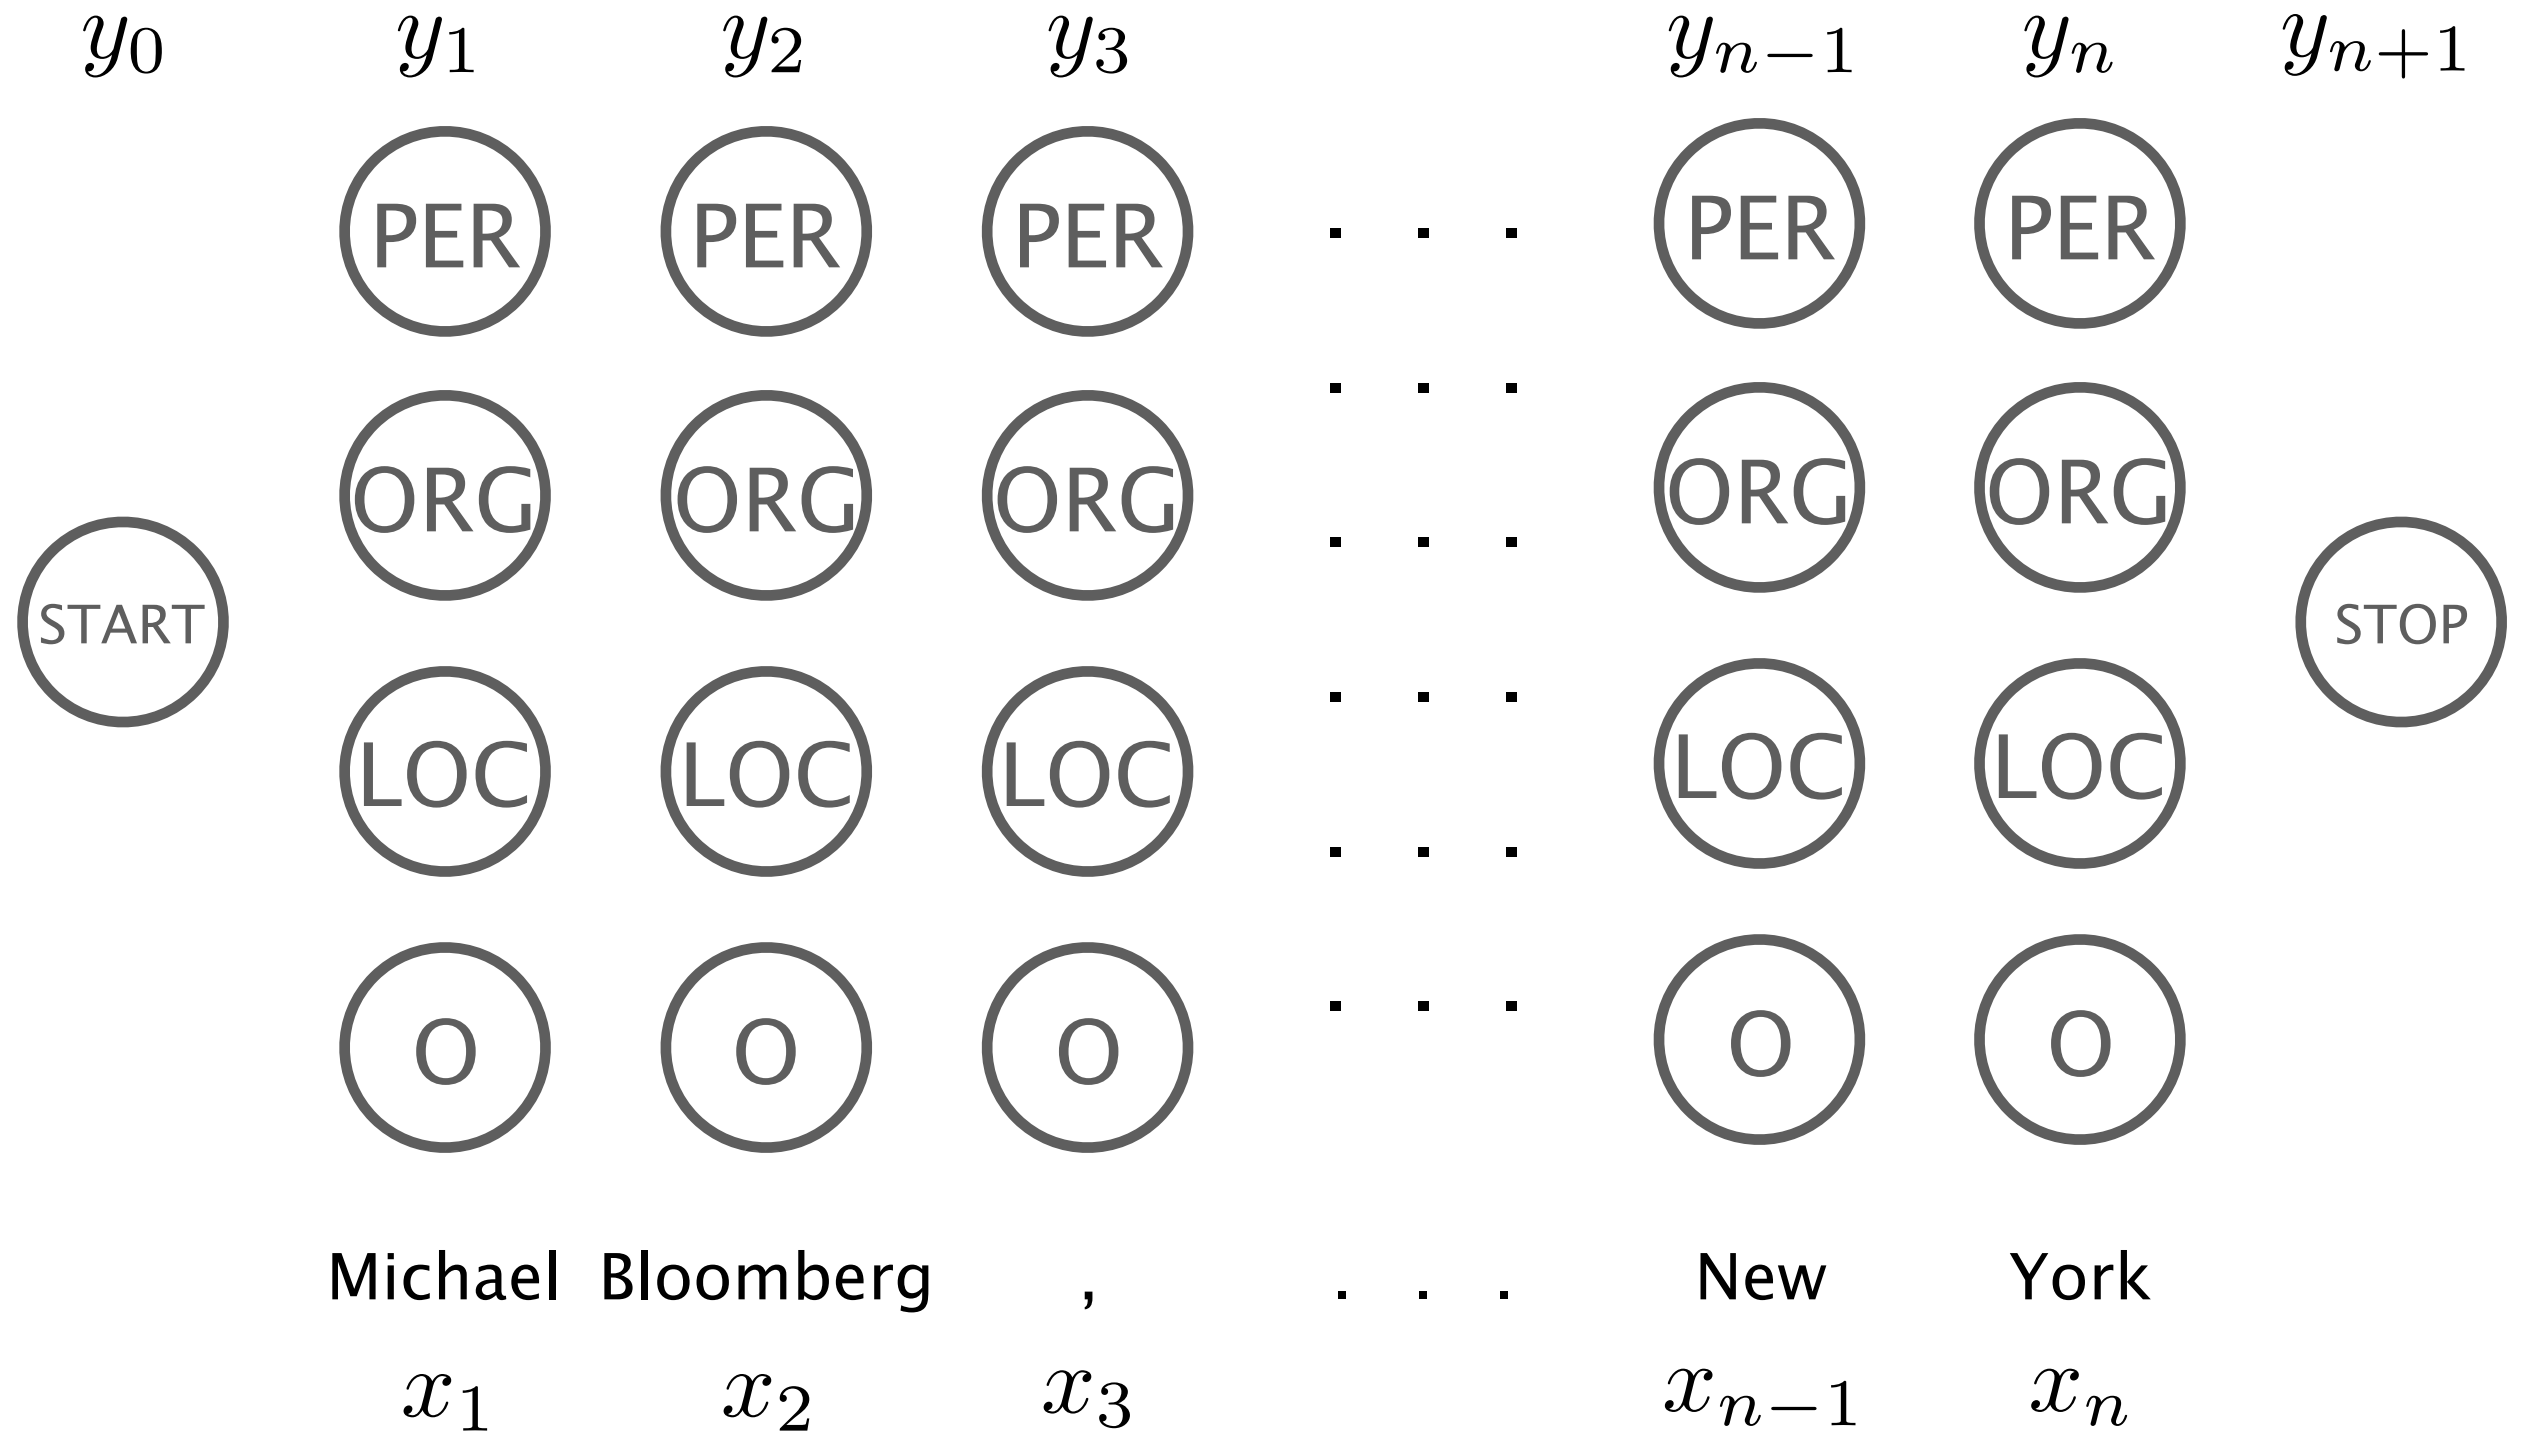 y₀ y₁ y₂ y₃ yₙ₋₁ yₙ yₙ₊₁
PER PER PER . . . PER PER
. . .
ORG ORG ORG ORG ORG
. . .
START STOP
. . .
LOC LOC LOC LOC LOC
. . .
O O O . . . O O
Michael Bloomberg , . . . New York
x₁ x₂ x₃ xₙ₋₁ xₙ